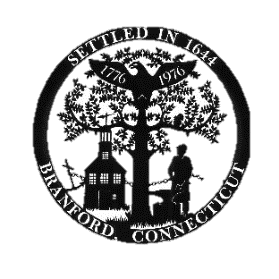 SETTLED IN 1644
1776 1976
BRANFORD, CONNECTICUT